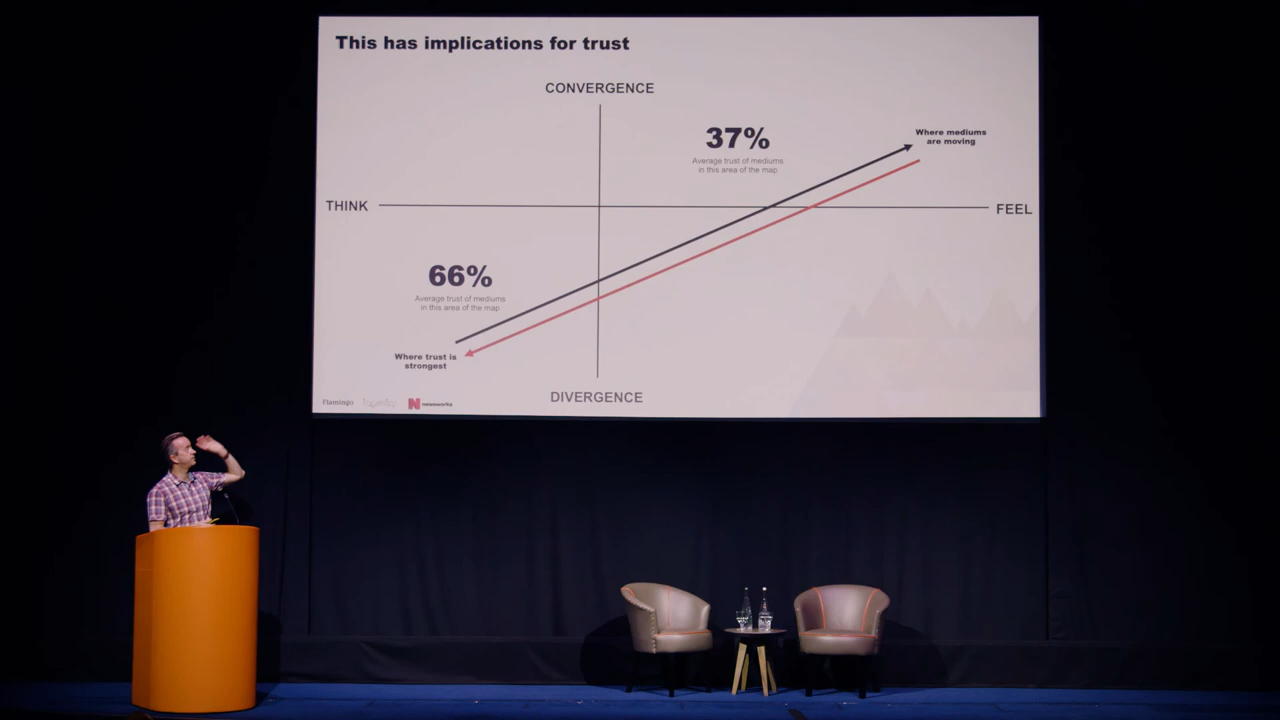 This has implications for trust
CONVERGENCE
37%
Average trust of mediums
in this area of the map
Where mediums
are moving
THINK
FEEL
66%
Average trust of mediums
in this area of the map
Where trust is
strongest
DIVERGENCE
Flamingo
newsworks